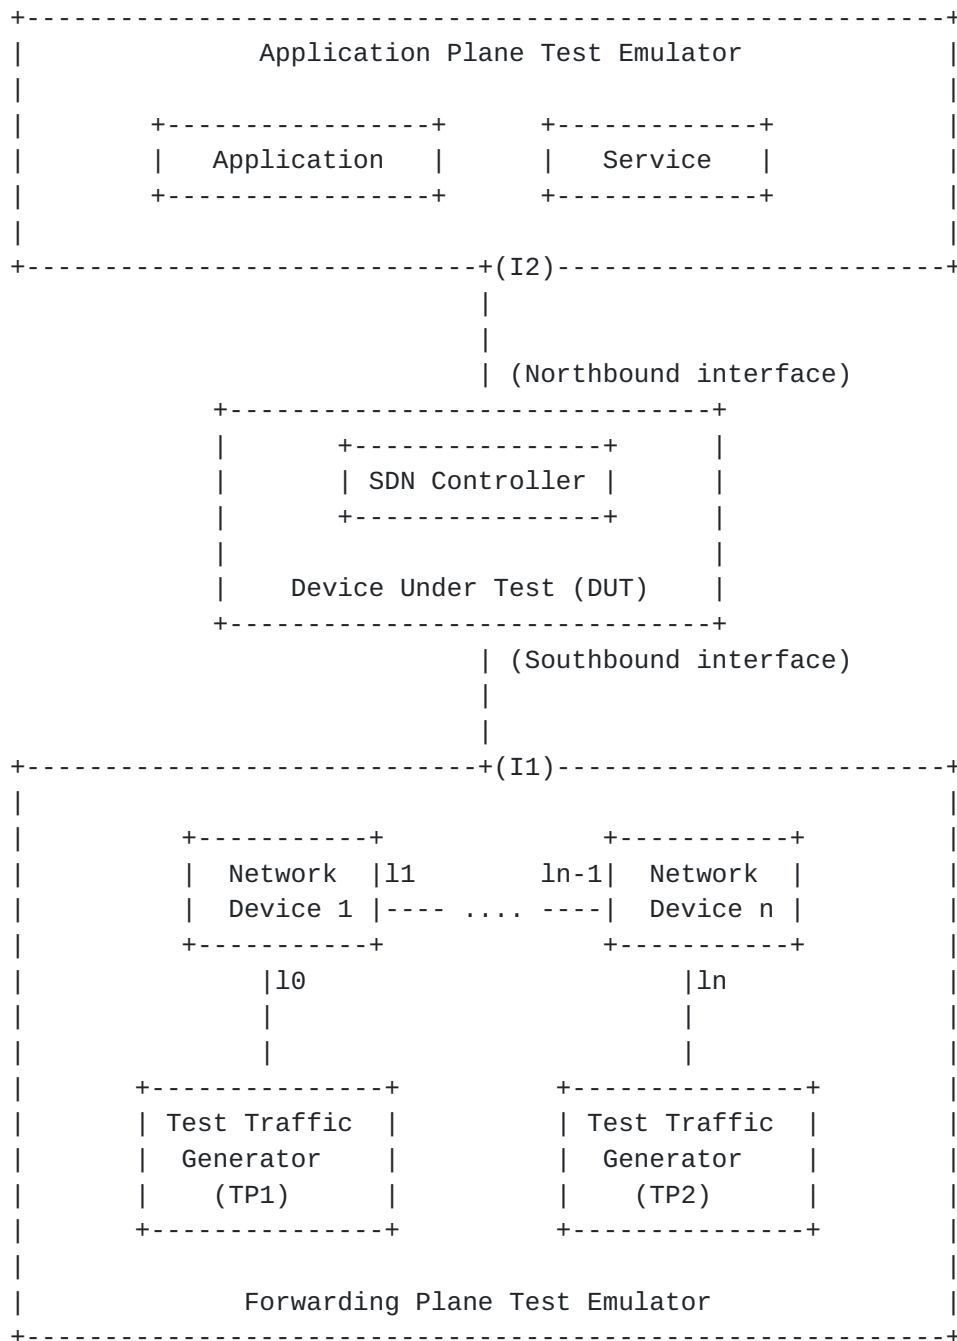 Application Plane Test Emulator
Application Service
(I2)
(Northbound interface)
SDN Controller
Device Under Test (DUT)
(Southbound interface)
(I1)
Network l1 ln-1 Network
Device 1 .... Device n
l0 ln
Test Traffic Test Traffic
Generator Generator
(TP1) (TP2)
Forwarding Plane Test Emulator